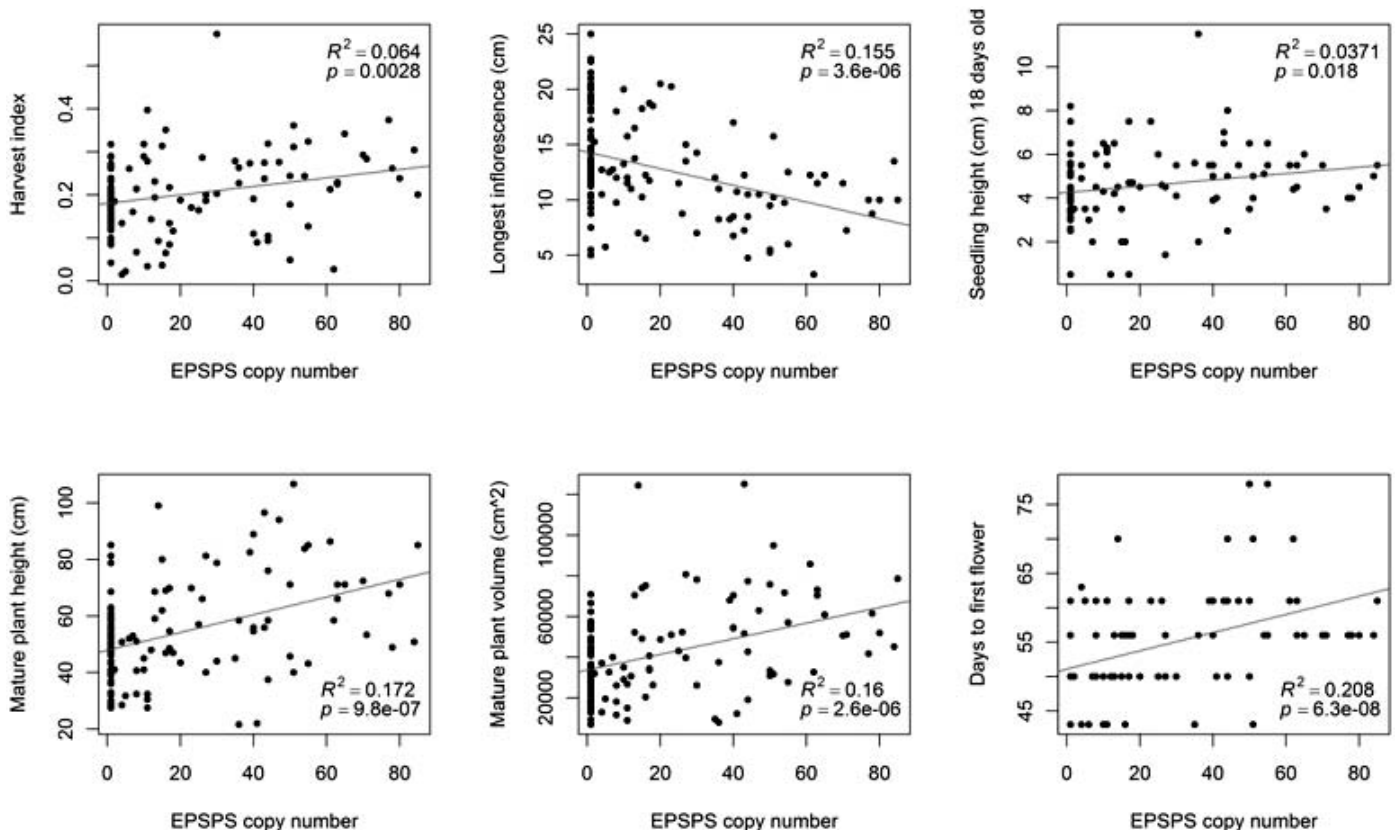 Harvest index
0.0 0.2 0.4
R² = 0.064
p = 0.0028
0 20 40 60 80
EPSPS copy number
Longest inflorescence (cm)
5 10 15 20 25
R² = 0.155
p = 3.6e-06
0 20 40 60 80
EPSPS copy number
Seedling height (cm) 18 days old
2 4 6 8 10
R² = 0.0371
p = 0.018
0 20 40 60 80
EPSPS copy number
Mature plant height (cm)
20 40 60 80 100
R² = 0.172
p = 9.8e-07
0 20 40 60 80
EPSPS copy number
Mature plant volume (cm^2)
20000 60000 100000
R² = 0.16
p = 2.6e-06
0 20 40 60 80
EPSPS copy number
Days to first flower
45 55 65 75
R² = 0.208
p = 6.3e-08
0 20 40 60 80
EPSPS copy number